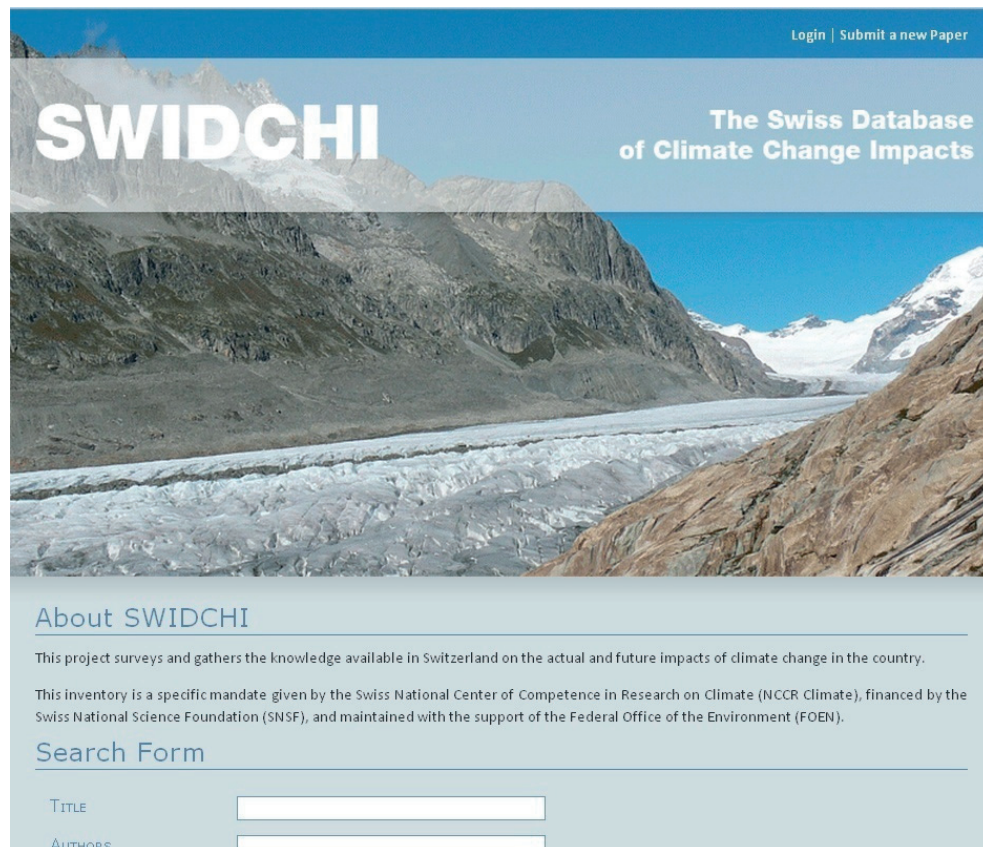 Login | Submit a new Paper
SWIDCHI
The Swiss Database
of Climate Change Impacts
About SWIDCHI
This project surveys and gathers the knowledge available in Switzerland on the actual and future impacts of climate change in the country.
This inventory is a specific mandate given by the Swiss National Center of Competence in Research on Climate (NCCR Climate), financed by the
Swiss National Science Foundation (SNSF), and maintained with the support of the Federal Office of the Environment (FOEN).
Search Form
Title
Authors